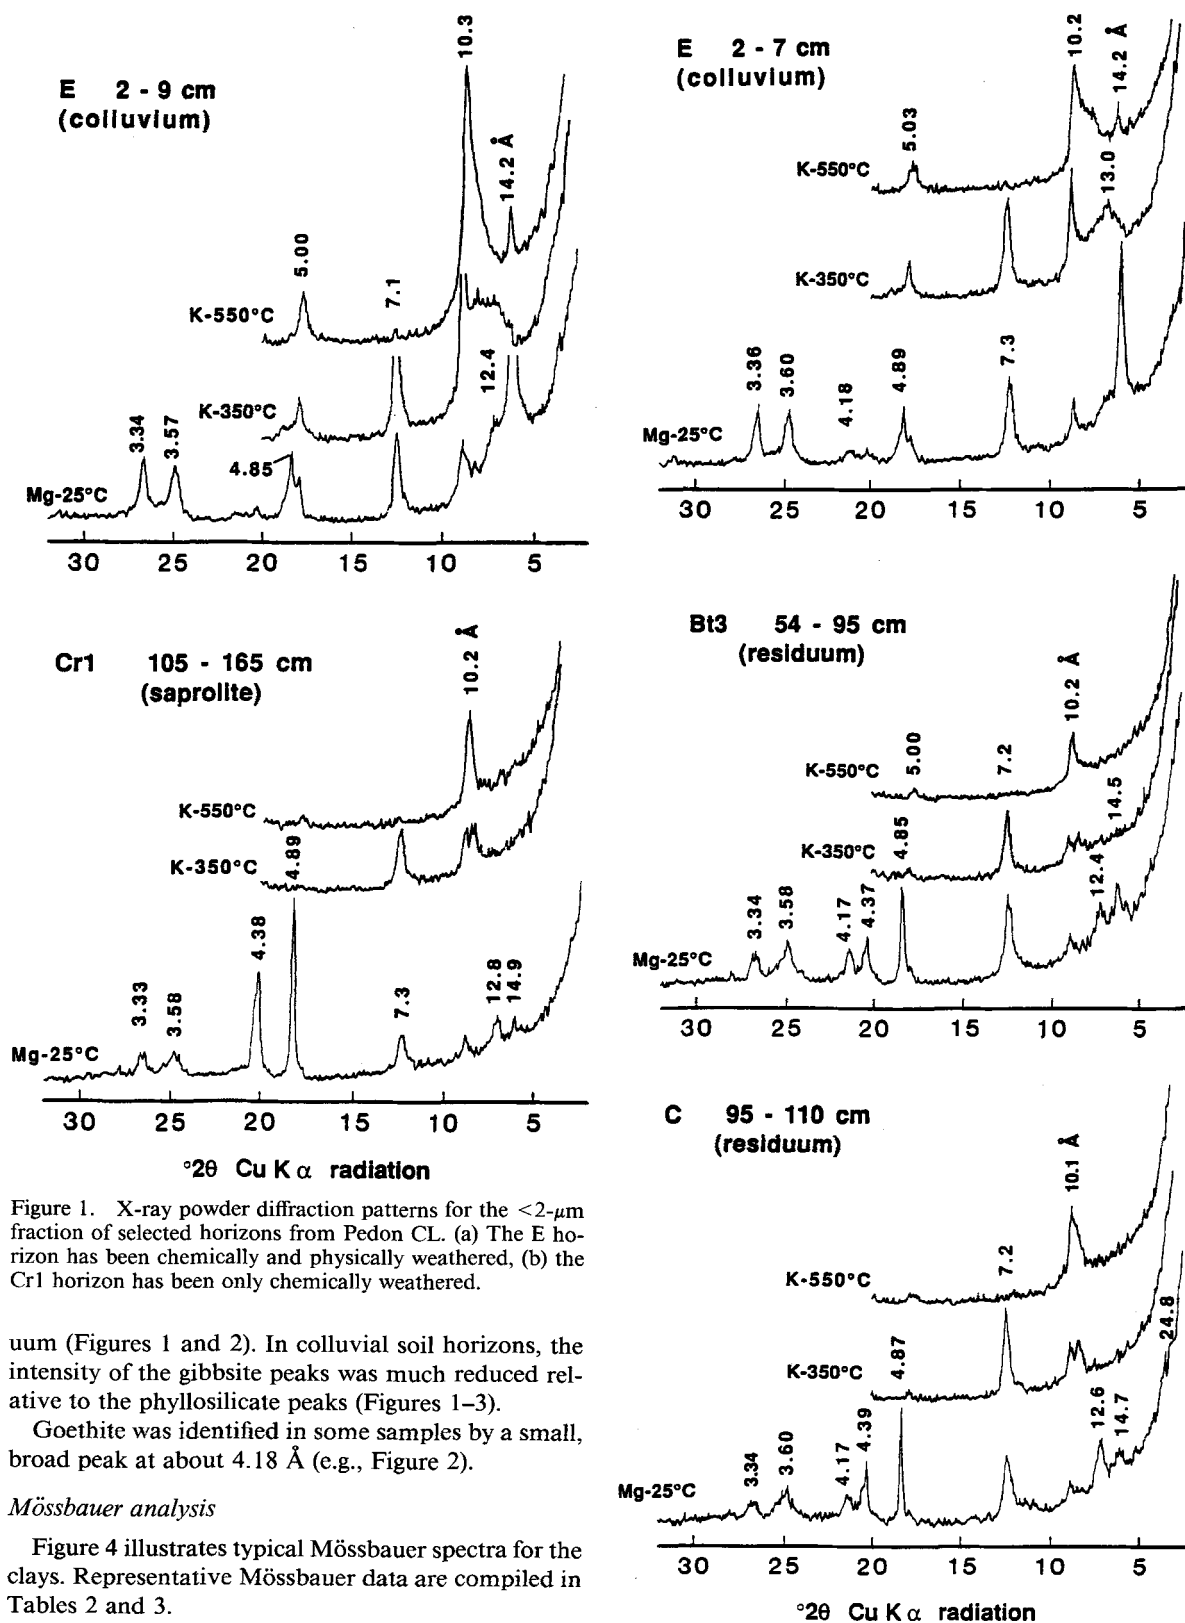 E 2 - 9 cm
(colluvium)
10.3
14.2 Å
5.00
K-550°C
7.1
12.4
K-350°C
3.34
3.57
4.85
Mg-25°C
30 25 20 15 10 5
Cr1 105 - 165 cm
(saprolite)
10.2 Å
K-550°C
K-350°C
4.89
4.38
3.33
3.58
7.3
12.8
14.9
Mg-25°C
30 25 20 15 10 5
°2θ Cu K α radiation
Figure 1. X-ray powder diffraction patterns for the <2-μm
fraction of selected horizons from Pedon CL. (a) The E ho-
rizon has been chemically and physically weathered, (b) the
Cr1 horizon has been only chemically weathered.
uum (Figures 1 and 2). In colluvial soil horizons, the
intensity of the gibbsite peaks was much reduced rel-
ative to the phyllosilicate peaks (Figures 1–3).
Goethite was identified in some samples by a small,
broad peak at about 4.18 Å (e.g., Figure 2).
Mössbauer analysis
Figure 4 illustrates typical Mössbauer spectra for the
clays. Representative Mössbauer data are compiled in
Tables 2 and 3.
E 2 - 7 cm
(colluvium)
10.2
14.2 Å
5.03
K-550°C
13.0
K-350°C
3.36
3.60
4.18
4.89
7.3
Mg-25°C
30 25 20 15 10 5
Bt3 54 - 95 cm
(residuum)
10.2 Å
5.00
7.2
K-550°C
14.5
4.85
K-350°C
12.4
3.34
3.58
4.17
4.37
Mg-25°C
30 25 20 15 10 5
C 95 - 110 cm
(residuum)
10.1 Å
7.2
K-550°C
24.8
4.87
K-350°C
12.6
14.7
3.34
3.60
4.17
4.39
Mg-25°C
30 25 20 15 10 5
°2θ Cu K α radiation